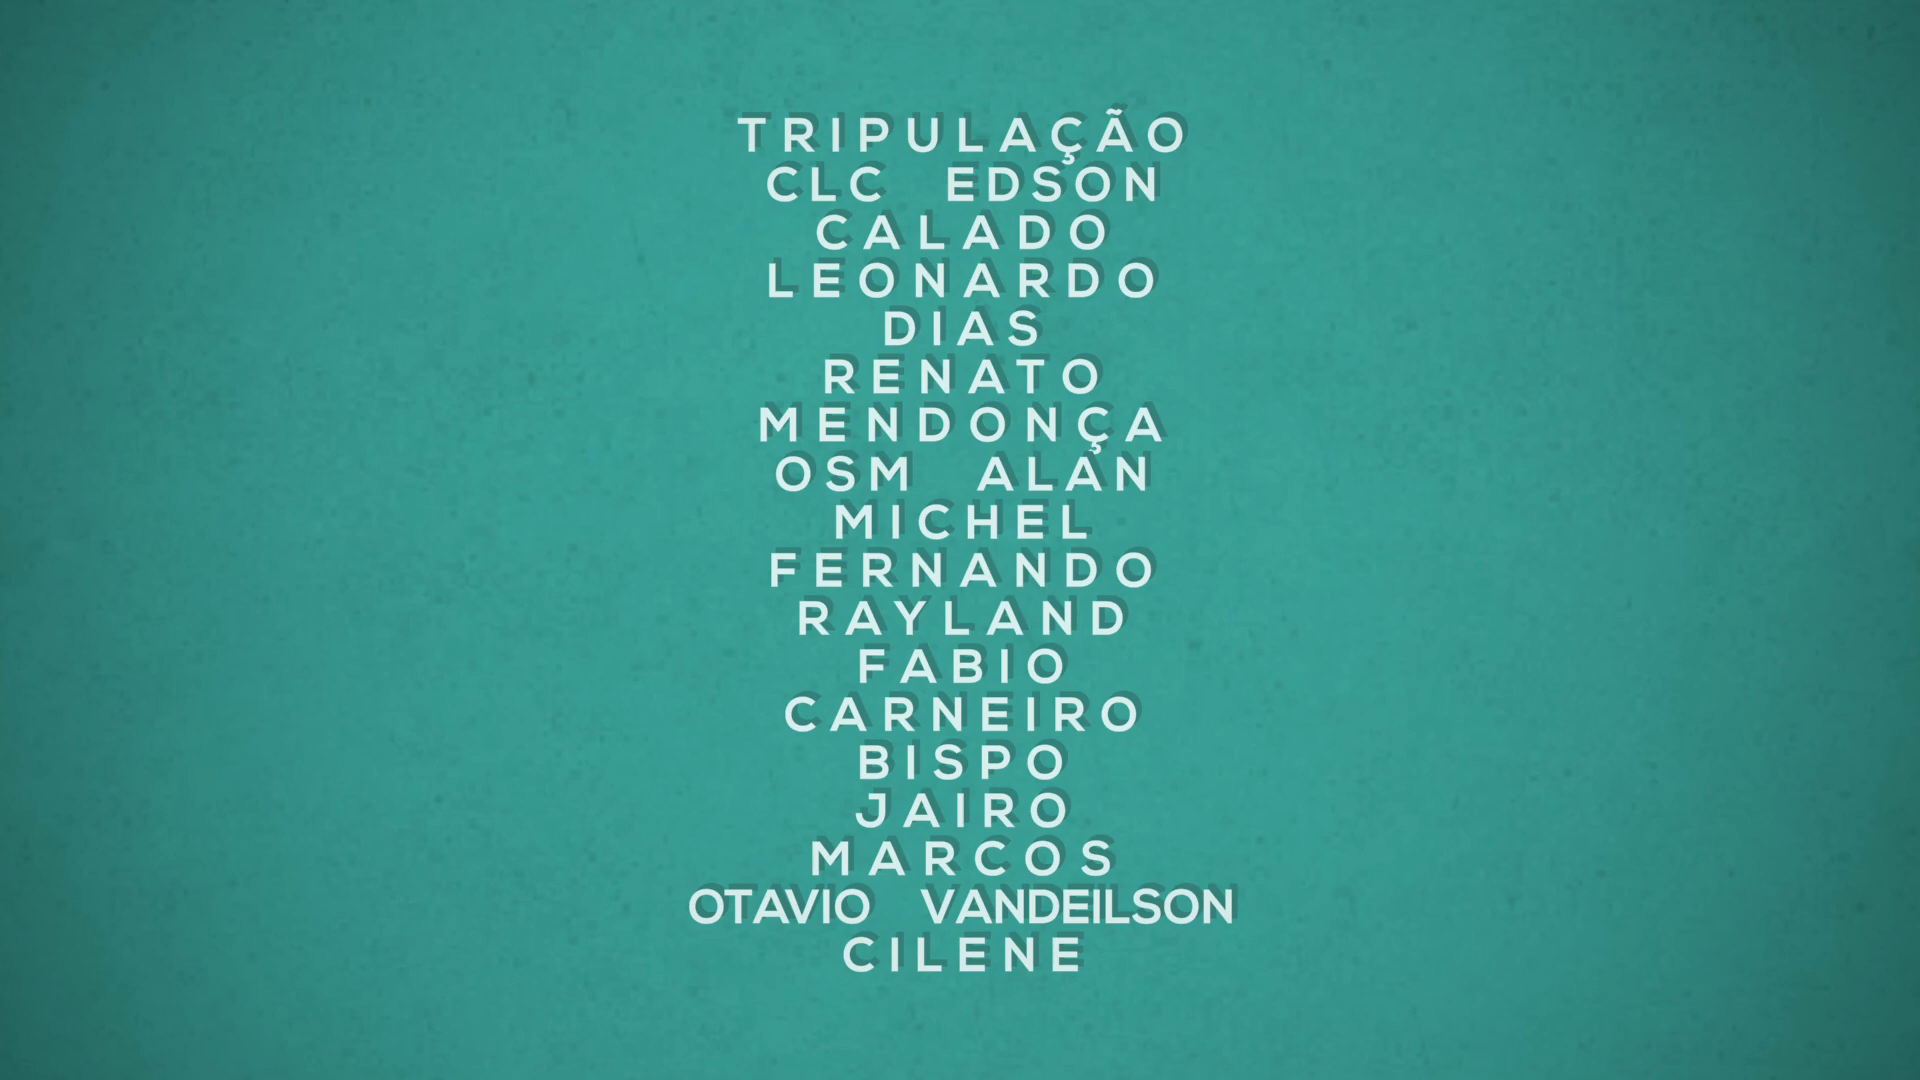 TRIPULAÇÃO
CLC EDSON
CALADO
LEONARDO
DIAS
RENATO
MENDONÇA
OSM ALAN
MICHEL
FERNANDO
RAYLAND
FABIO
CARNEIRO
BISPO
JAIRO
MARCOS
OTAVIO VANDEILSON
CILENE